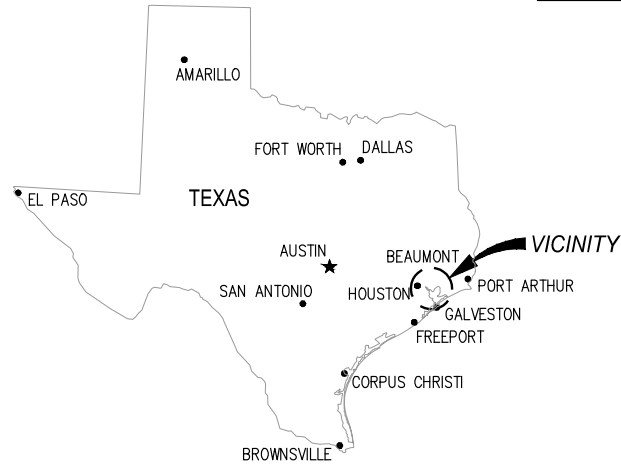 AMARILLO
FORT WORTH
DALLAS
EL PASO
TEXAS
AUSTIN
BEAUMONT
VICINITY
SAN ANTONIO
HOUSTON
PORT ARTHUR
GALVESTON
FREEPORT
CORPUS CHRISTI
BROWNSVILLE